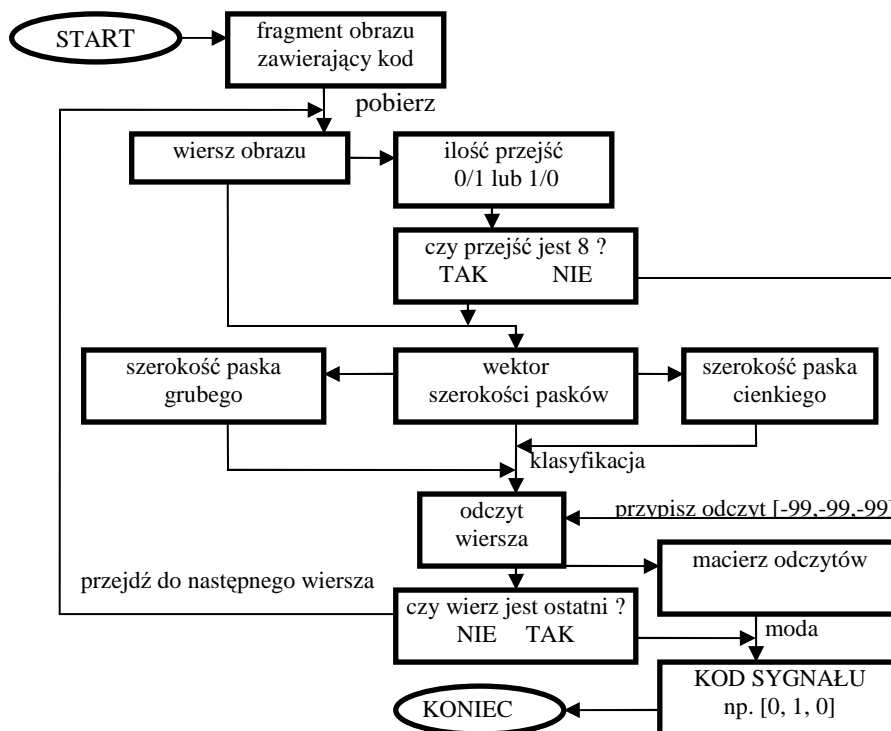 START
fragment obrazu
zawierający kod
pobierz
wiersz obrazu
ilość przejść
0/1 lub 1/0
czy przejść jest 8 ?
TAK NIE
szerokość paska
grubego
wektor
szerokości pasków
szerokość paska
cienkiego
klasyfikacja
odczyt
wiersza
przypisz odczyt [-99,-99,-99]
macierz odczytów
przejdź do następnego wiersza
czy wierz jest ostatni ?
NIE TAK
moda
KOD SYGNAŁU
np. [0, 1, 0]
KONIEC